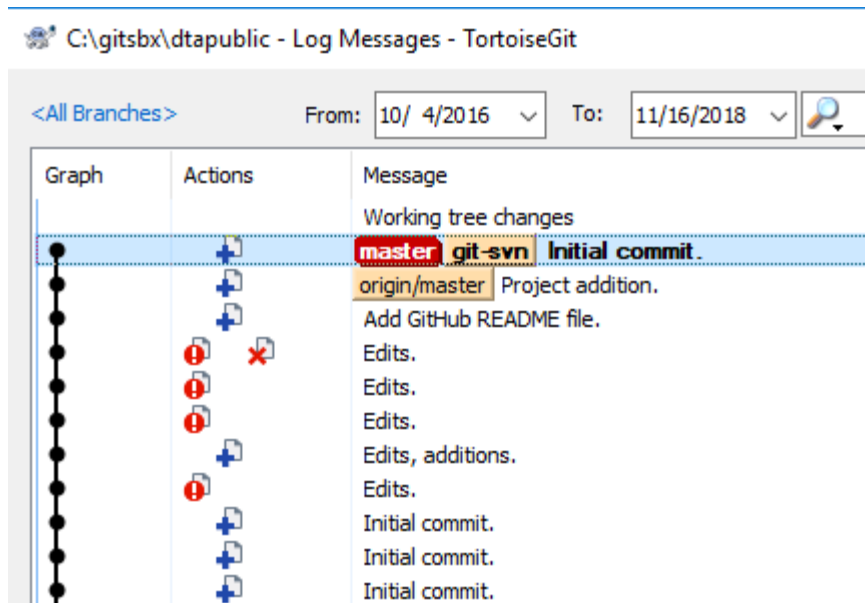 C:\gitsbx\dtapublic - Log Messages - TortoiseGit
<All Branches> From: 10/ 4/2016 To: 11/16/2018
Graph Actions Message
Working tree changes
master git-svn Initial commit.
origin/master Project addition.
Add GitHub README file.
Edits.
Edits.
Edits.
Edits, additions.
Edits.
Initial commit.
Initial commit.
Initial commit.